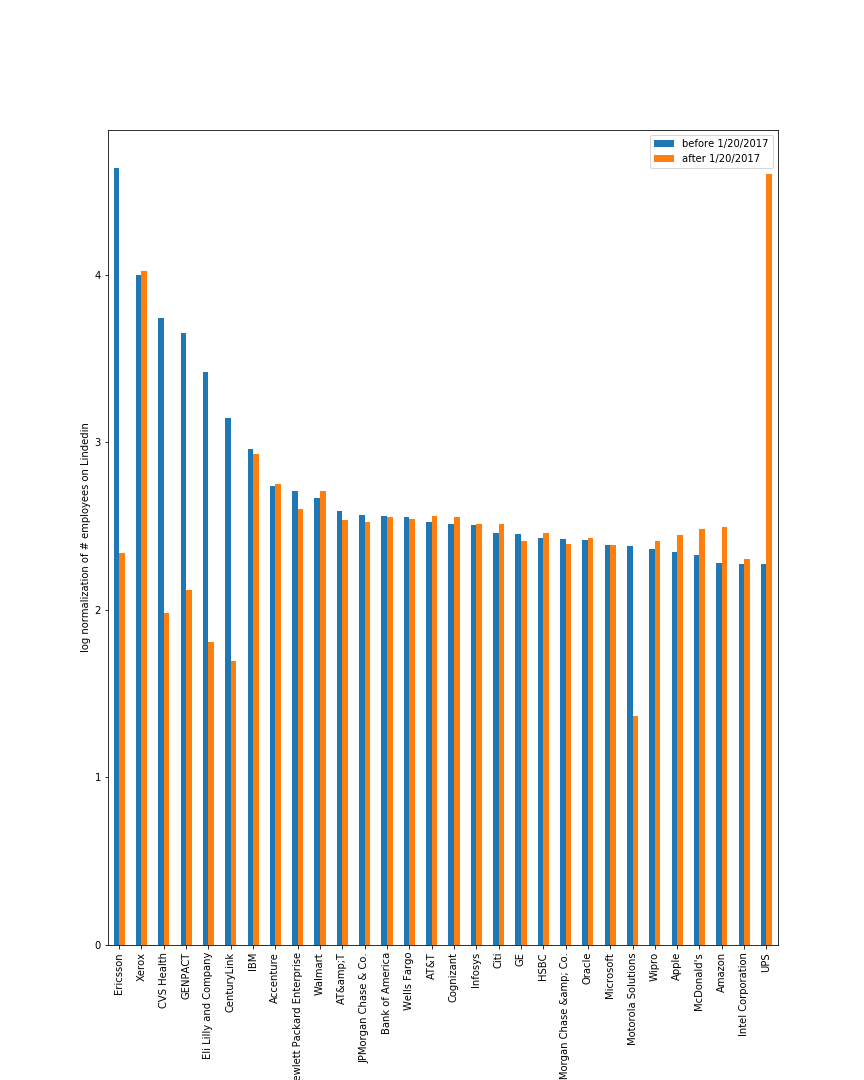 before 1/20/2017
after 1/20/2017
log normalization of # employees on Lindedin
4
3
2
1
0
Ericsson
Xerox
CVS Health
GENPACT
Eli Lilly and Company
CenturyLink
IBM
Accenture
ewlett Packard Enterprise
Walmart
AT&amp;T
JPMorgan Chase & Co.
Bank of America
Wells Fargo
AT&T
Cognizant
Infosys
Citi
GE
HSBC
Morgan Chase &amp; Co.
Oracle
Microsoft
Motorola Solutions
Wipro
Apple
McDonald's
Amazon
Intel Corporation
UPS